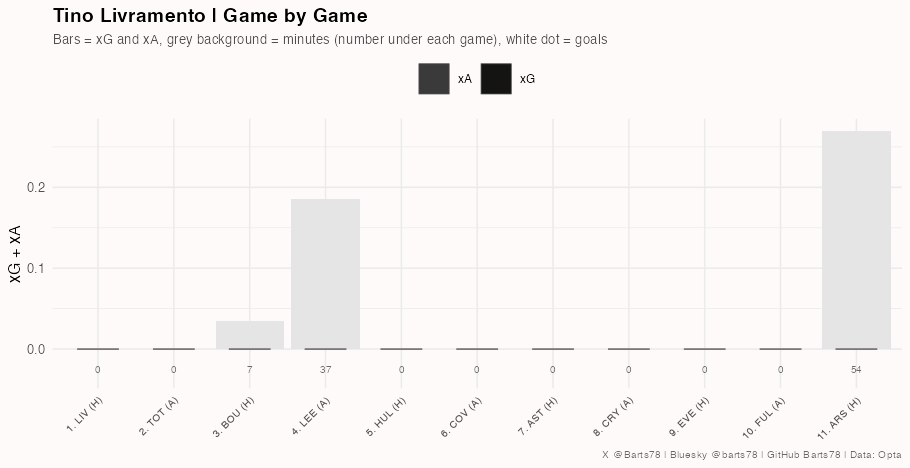 Tino Livramento | Game by Game
Bars = xG and xA, grey background = minutes (number under each game), white dot = goals
xA xG
xG + xA
0.2
0.1
0.0
0 0 7 37 0 0 0 0 0 0 54
1. LIV (H) 2. TOT (A) 3. BOU (H) 4. LEE (A) 5. HUL (H) 6. COV (A) 7. AST (H) 8. CRY (A) 9. EVE (H) 10. FUL (A) 11. ARS (H)
X @Barts78 | Bluesky @barts78 | GitHub Barts78 | Data: Opta